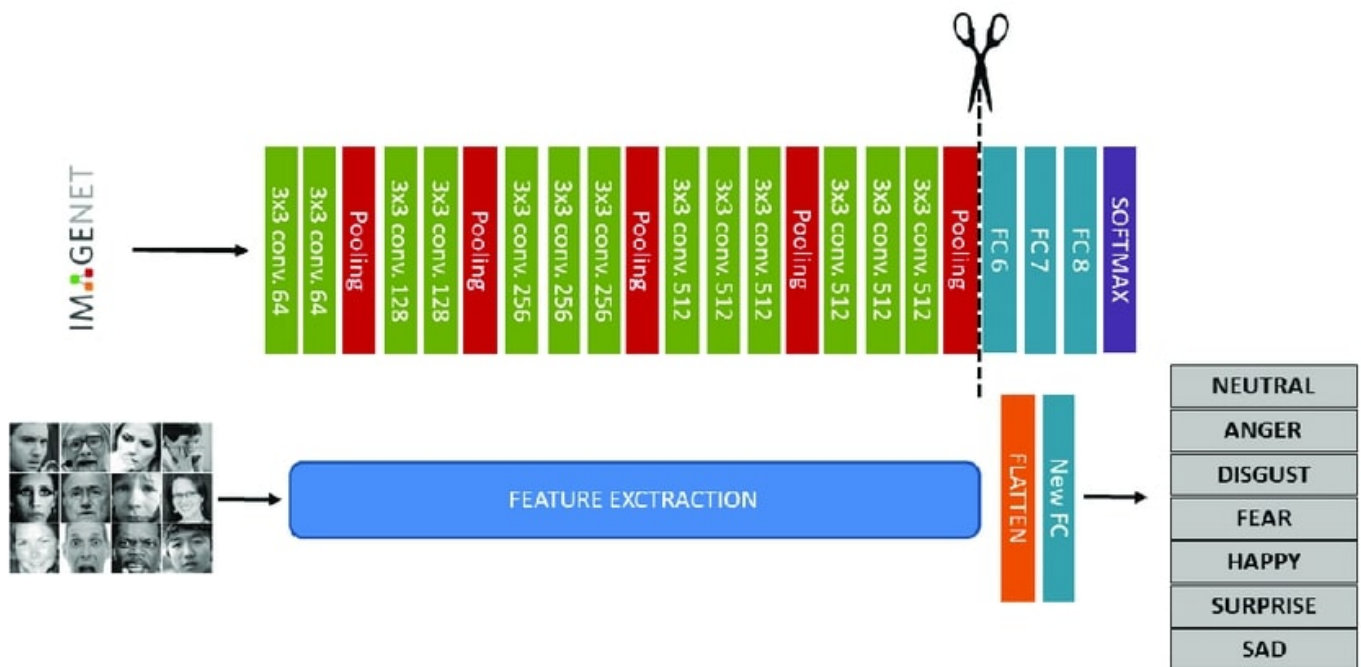 IMAGENET
3x3 conv. 64
3x3 conv. 64
Pooling
3x3 conv. 128
3x3 conv. 128
Pooling
3x3 conv. 256
3x3 conv. 256
3x3 conv. 256
Pooling
3x3 conv. 512
3x3 conv. 512
3x3 conv. 512
Pooling
3x3 conv. 512
3x3 conv. 512
3x3 conv. 512
Pooling
FC 6
FC 7
FC 8
SOFTMAX
FEATURE EXCTRACTION
FLATTEN
New FC
NEUTRAL
ANGER
DISGUST
FEAR
HAPPY
SURPRISE
SAD